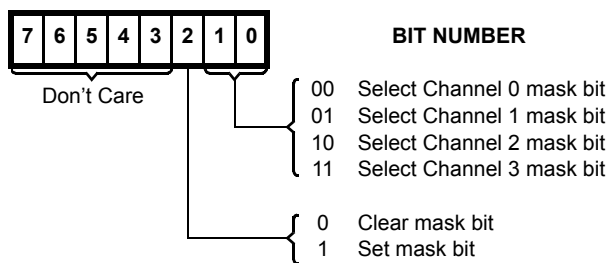 7 6 5 4 3 2 1 0 BIT NUMBER
Don't Care
00 Select Channel 0 mask bit
01 Select Channel 1 mask bit
10 Select Channel 2 mask bit
11 Select Channel 3 mask bit
0 Clear mask bit
1 Set mask bit